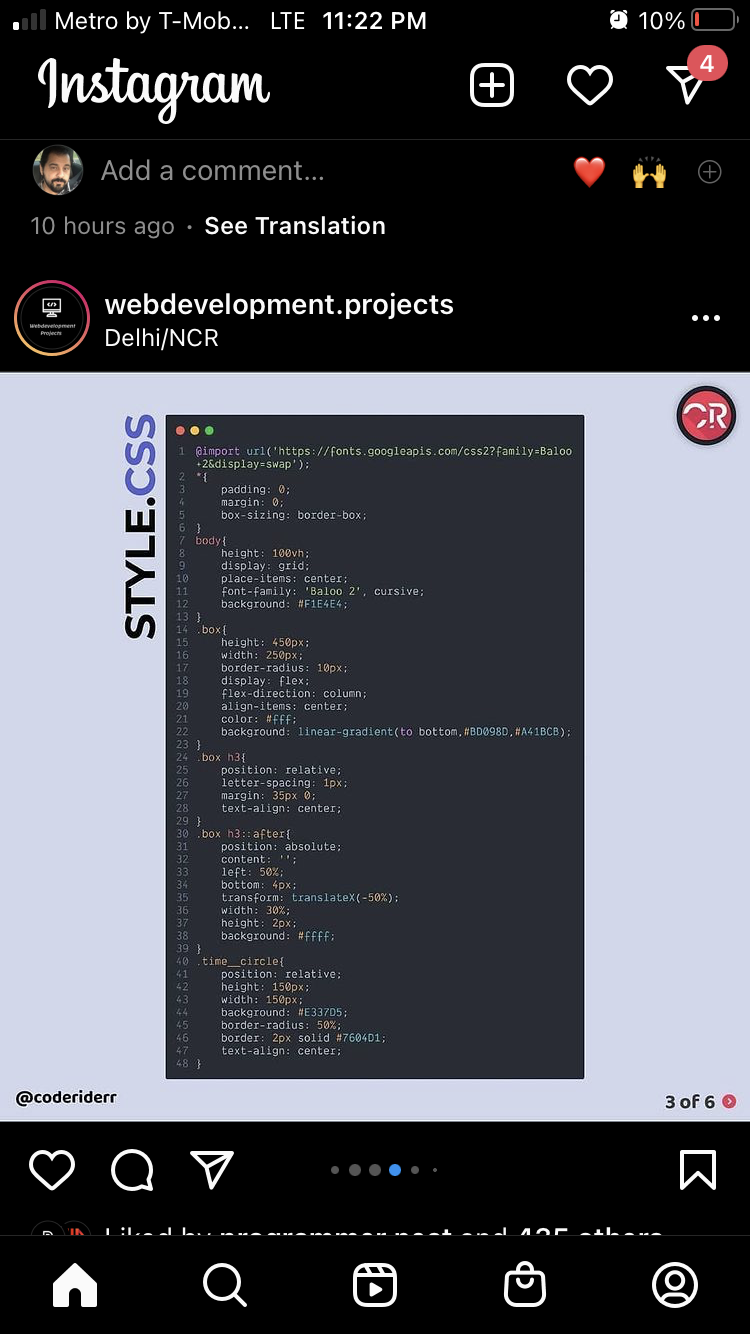 Metro by T-Mob... LTE 11:22 PM 10%
Instagram
4
Add a comment...
10 hours ago · See Translation
webdevelopment.projects
Delhi/NCR
Webdevelopment
Projects
CR
STYLE.CSS
1 @import url('https://fonts.googleapis.com/css2?family=Baloo
+2&display=swap');
2 *{
3 padding: 0;
4 margin: 0;
5 box-sizing: border-box;
6 }
7 body{
8 height: 100vh;
9 display: grid;
10 place-items: center;
11 font-family: 'Baloo 2', cursive;
12 background: #F1E4E4;
13 }
14 .box{
15 height: 450px;
16 width: 250px;
17 border-radius: 10px;
18 display: flex;
19 flex-direction: column;
20 align-items: center;
21 color: #fff;
22 background: linear-gradient(to bottom,#BD098D,#A41BCB);
23 }
24 .box h3{
25 position: relative;
26 letter-spacing: 1px;
27 margin: 35px 0;
28 text-align: center;
29 }
30 .box h3::after{
31 position: absolute;
32 content: '';
33 left: 50%;
34 bottom: 4px;
35 transform: translateX(-50%);
36 width: 30%;
37 height: 2px;
38 background: #ffff;
39 }
40 .time__circle{
41 position: relative;
42 height: 150px;
43 width: 150px;
44 background: #E337D5;
45 border-radius: 50%;
46 border: 2px solid #7604D1;
47 text-align: center;
48 }
@coderiderr
3 of 6
Liked by programmer.nest and 435 others